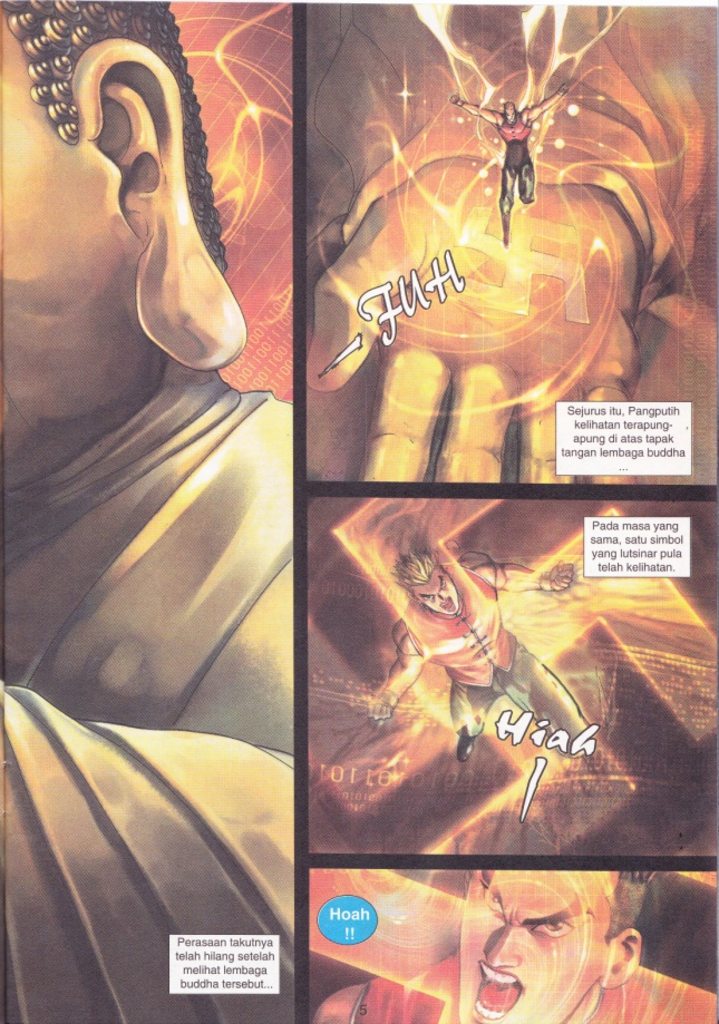 FUH
Sejurus itu, Pangputih
kelihatan terapung-
apung di atas tapak
tangan lembaga buddha
...
Pada masa yang
sama, satu simbol
yang lutsinar pula
telah kelihatan.
Hiah
Hoah
!!
Perasaan takutnya
telah hilang setelah
melihat lembaga
buddha tersebut...
5